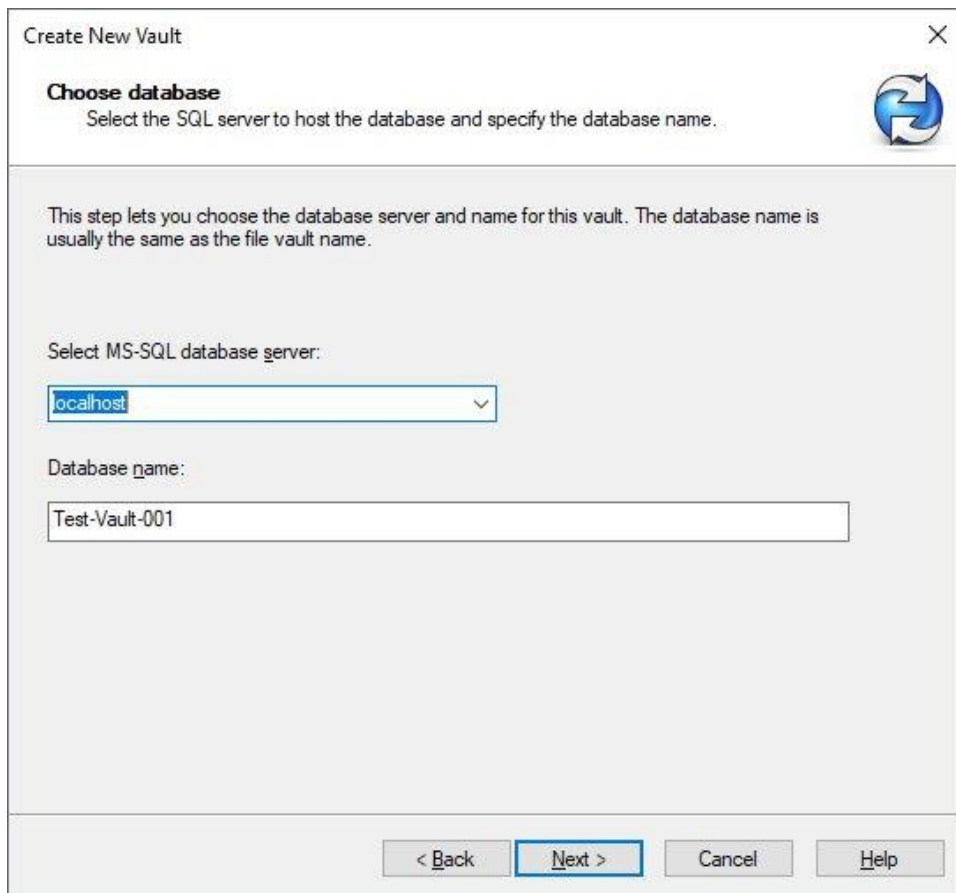 Create New Vault
Choose database
Select the SQL server to host the database and specify the database name.
This step lets you choose the database server and name for this vault. The database name is
usually the same as the file vault name.
Select MS-SQL database server:
localhost
Database name:
Test-Vault-001
< Back
Next >
Cancel
Help